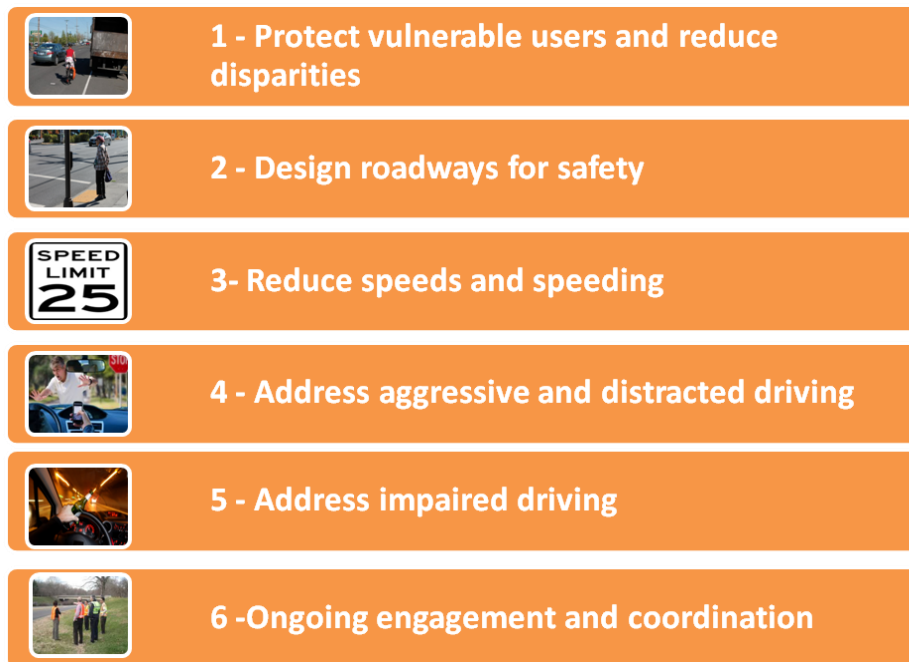 1 - Protect vulnerable users and reduce
disparities
2 - Design roadways for safety
SPEED
LIMIT
25
3- Reduce speeds and speeding
STO
4 - Address aggressive and distracted driving
5 - Address impaired driving
6 -Ongoing engagement and coordination